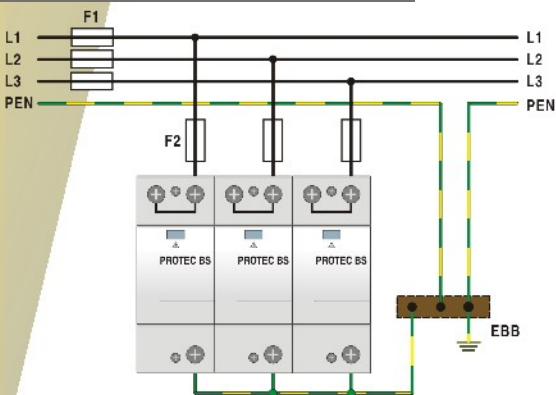 F1
L1 L1
L2 L2
L3 L3
PEN PEN
F2
PROTEC BS PROTEC BS PROTEC BS
EBB